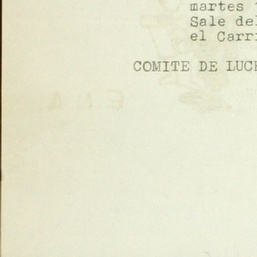 martes
Sale del
el Carri
COMITE DE LUCH